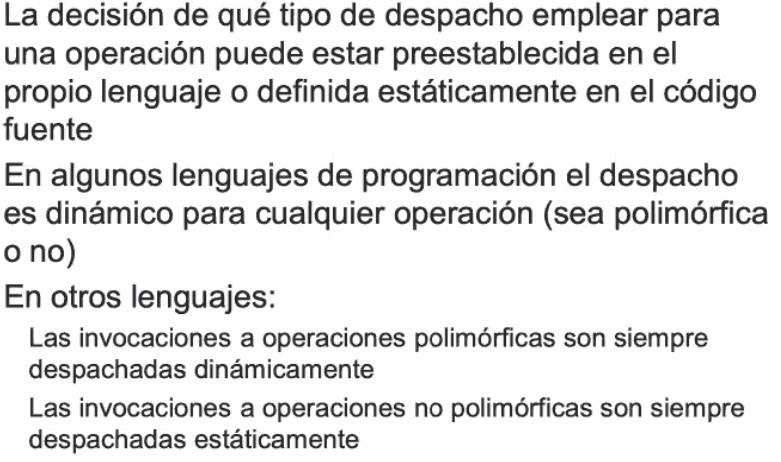 La decisión de qué tipo de despacho emplear para
una operación puede estar preestablecida en el
propio lenguaje o definida estáticamente en el código
fuente
En algunos lenguajes de programación el despacho
es dinámico para cualquier operación (sea polimórfica
o no)
En otros lenguajes:
Las invocaciones a operaciones polimórficas son siempre
despachadas dinámicamente
Las invocaciones a operaciones no polimórficas son siempre
despachadas estáticamente